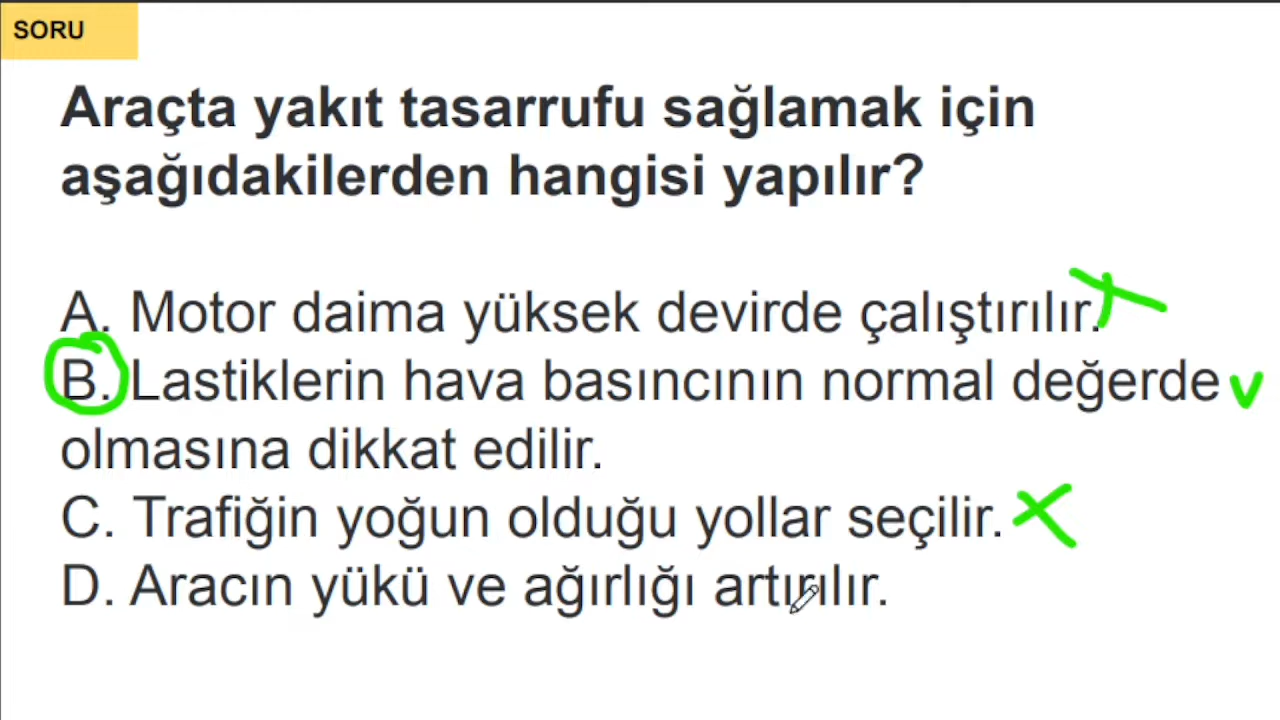 SORU
Araçta yakıt tasarrufu sağlamak için
aşağıdakilerden hangisi yapılır?
A. Motor daima yüksek devirde çalıştırılır.
B. Lastiklerin hava basıncının normal değerde
olmasına dikkat edilir.
C. Trafiğin yoğun olduğu yollar seçilir.
D. Aracın yükü ve ağırlığı artırılır.